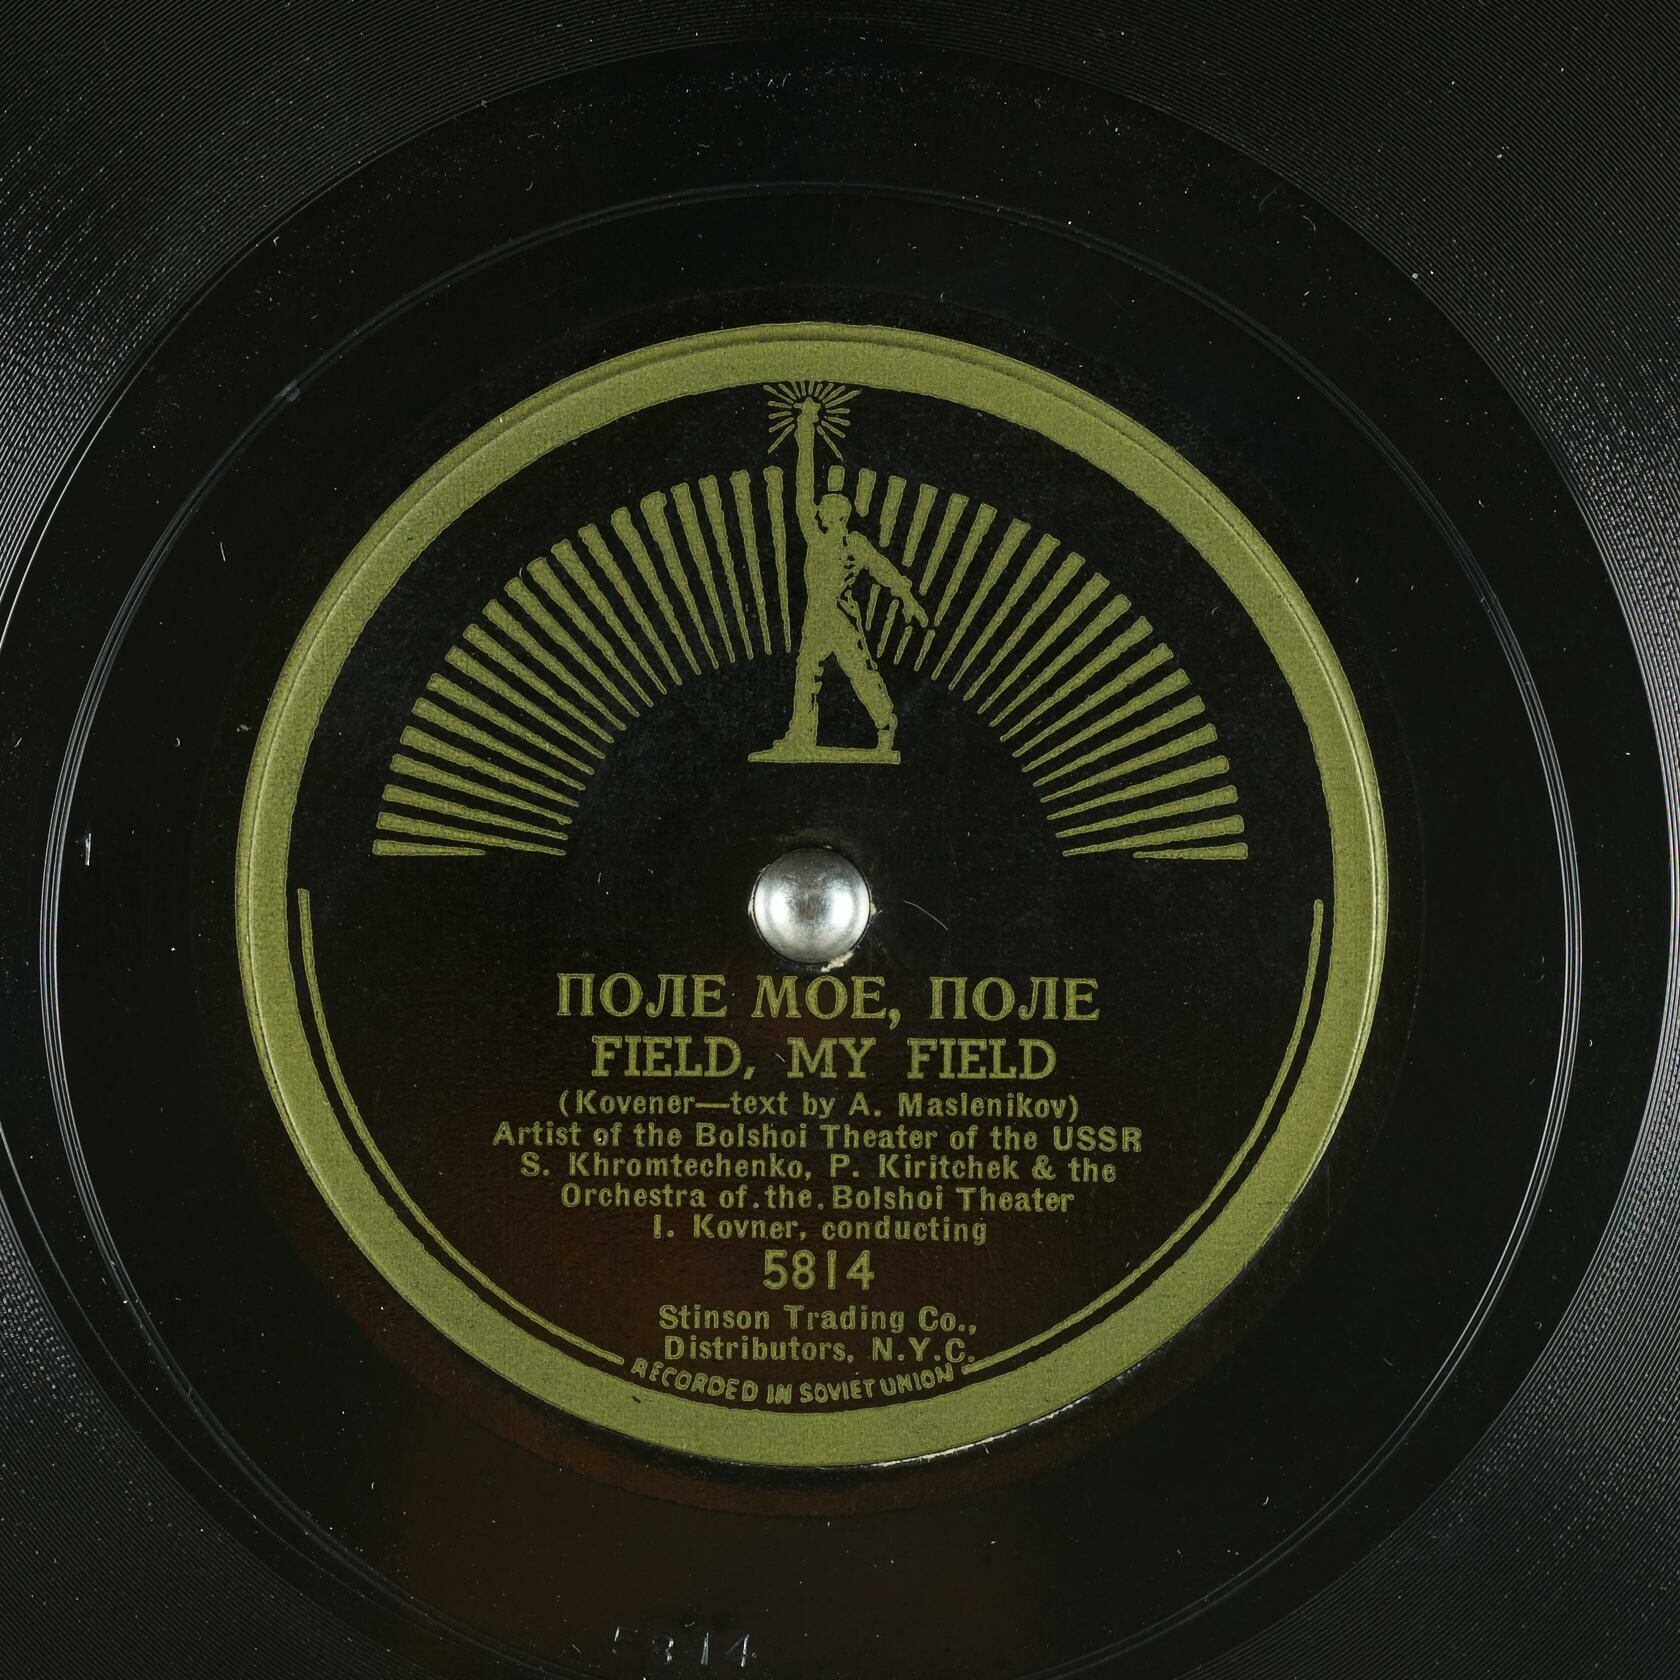 ПОЛЕ МОЕ, ПОЛЕ
FIELD, MY FIELD
(Kovener—text by A. Maslenikov)
Artist of the Bolshoi Theater of the USSR
S. Khromtechenko, P. Kiritchek & the
Orchestra of.the.Bolshoi Theater
I. Kovner, conducting
5814
Stinson Trading Co.,
Distributors, N.Y.C.
RECORDED IN SOVIET UNION
5814